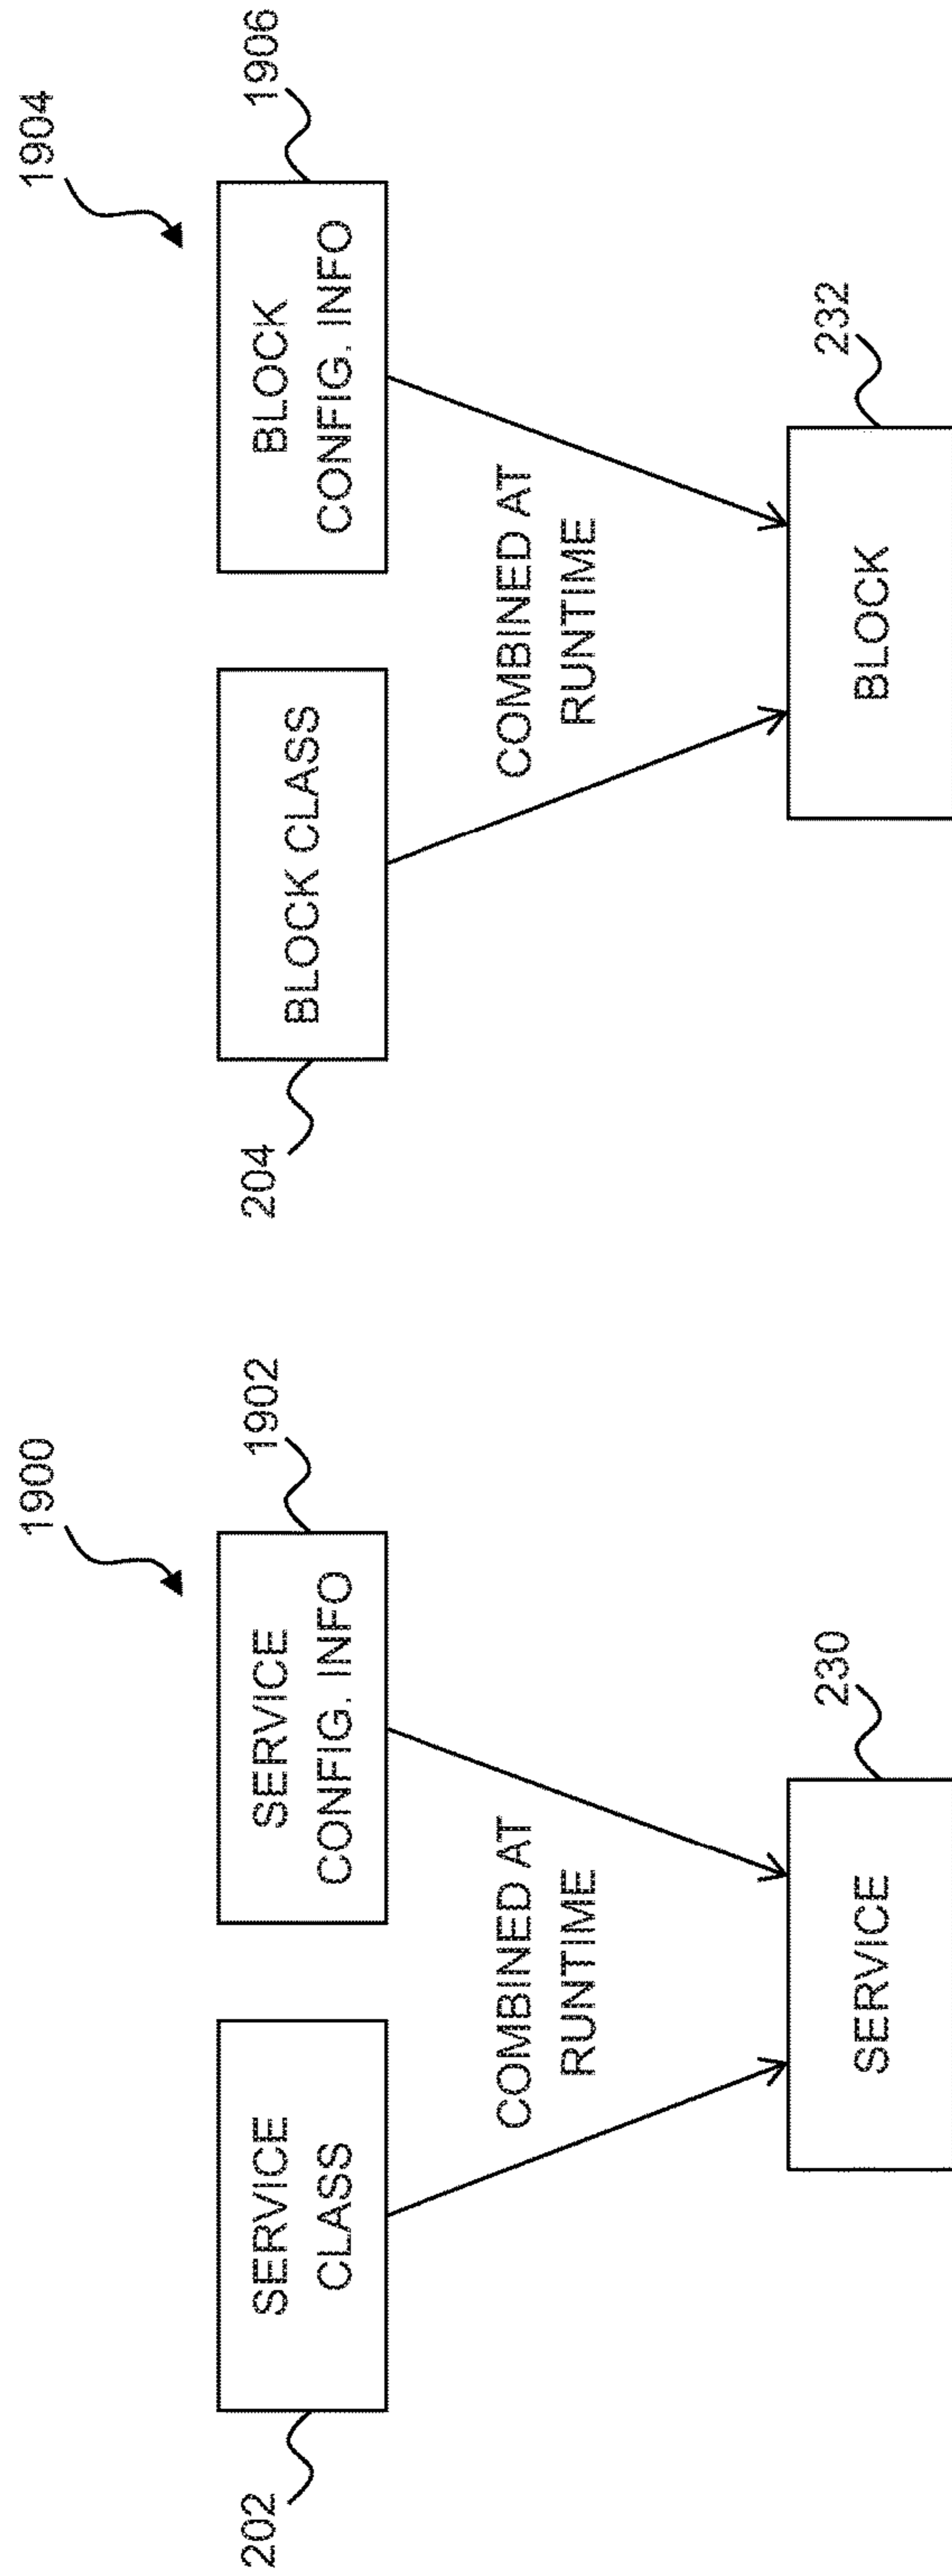 1900
SERVICE
CLASS
202
SERVICE
CONFIG. INFO
1902
COMBINED AT
RUNTIME
SERVICE
230
1904
BLOCK CLASS
204
BLOCK
CONFIG. INFO
1906
COMBINED AT
RUNTIME
BLOCK
232